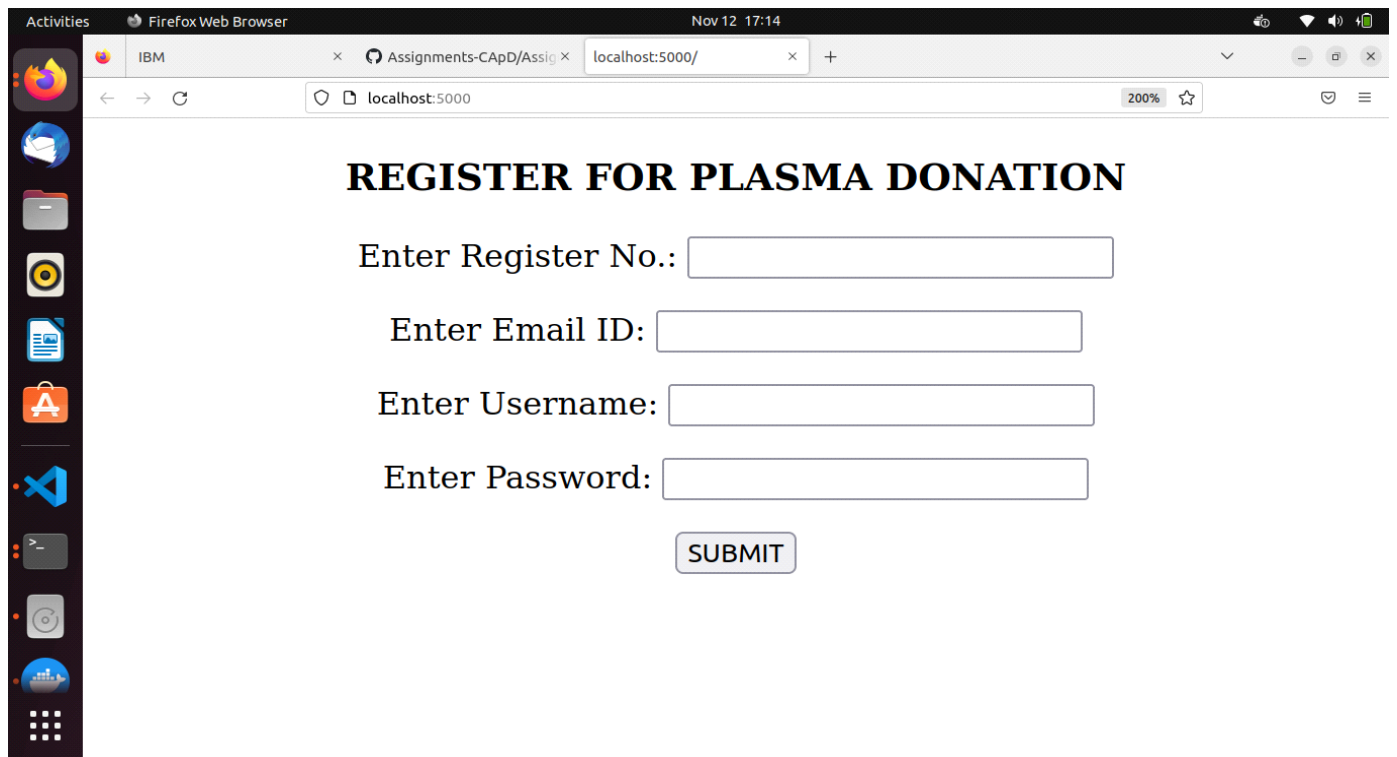 Activities Firefox Web Browser Nov 12 17:14
IBM Assignments-CApD/Assig localhost:5000/
localhost:5000 200%
REGISTER FOR PLASMA DONATION
Enter Register No.:
Enter Email ID:
Enter Username:
Enter Password:
SUBMIT